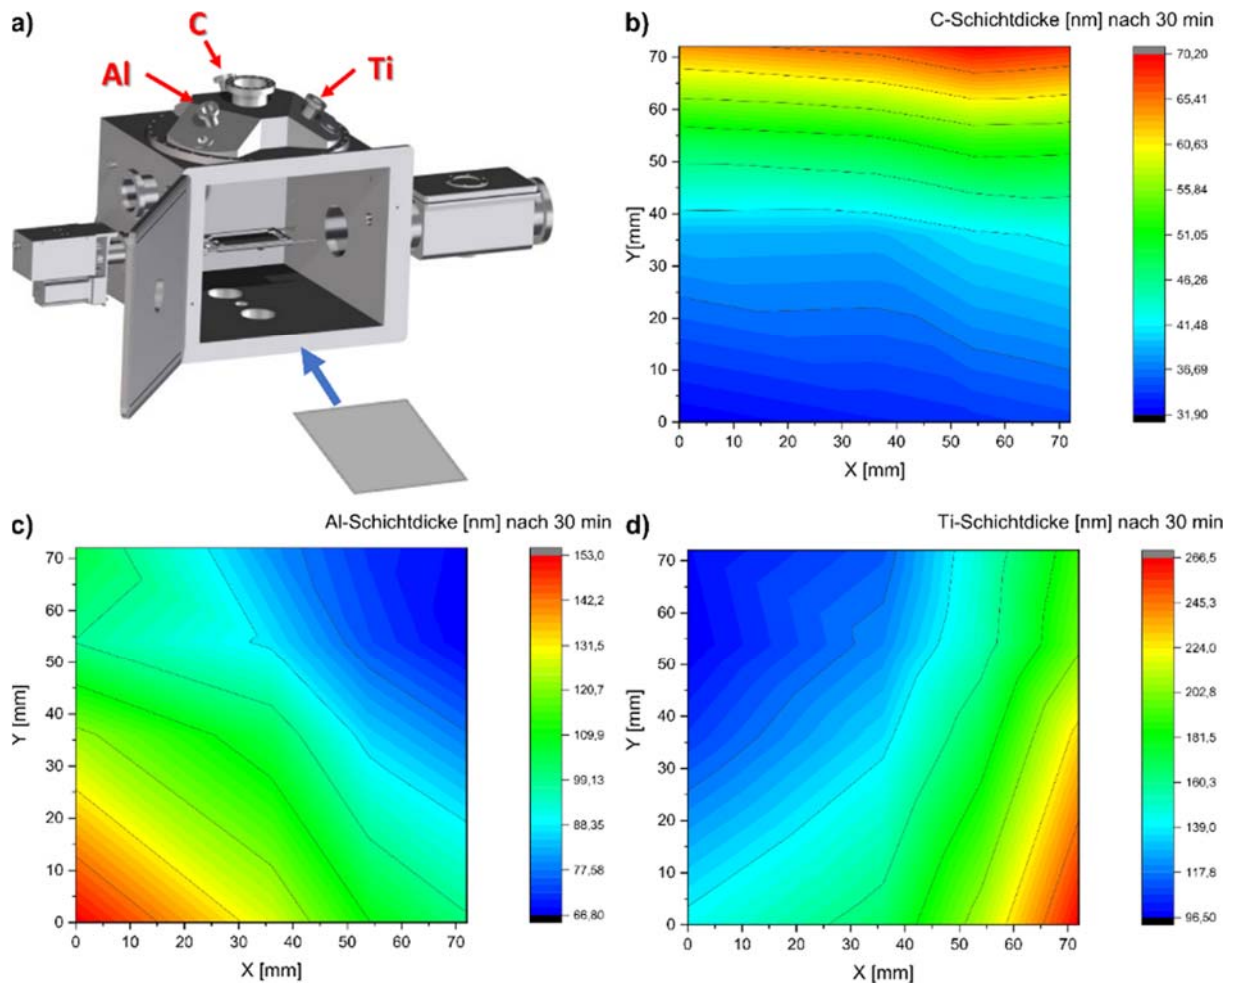 a)
C
Al
Ti
b)
C-Schichtdicke [nm] nach 30 min
70
60
50
40
30
20
10
0
Y[mm]
0 10 20 30 40 50 60 70
X [mm]
70,20
65,41
60,63
55,84
51,05
46,26
41,48
36,69
31,90
c)
Al-Schichtdicke [nm] nach 30 min
70
60
50
40
30
20
10
0
Y [mm]
0 10 20 30 40 50 60 70
X [mm]
153,0
142,2
131,5
120,7
109,9
99,13
88,35
77,58
66,80
d)
Ti-Schichtdicke [nm] nach 30 min
70
60
50
40
30
20
10
0
Y [mm]
0 10 20 30 40 50 60 70
X [mm]
266,5
245,3
224,0
202,8
181,5
160,3
139,0
117,8
96,50